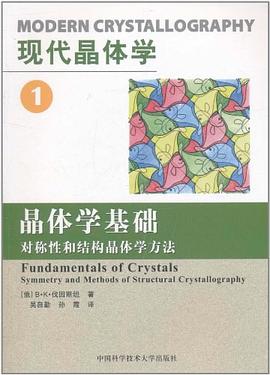 MODERN CRYSTALLOGRAPHY
现代晶体学
1
晶体学基础
对称性和结构晶体学方法
Fundamentals of Crystals
Symmetry and Methods of Structural Crystallography
[俄] B·K·伐因斯坦 著
吴自勤 孙霞 译
中国科学技术大学出版社